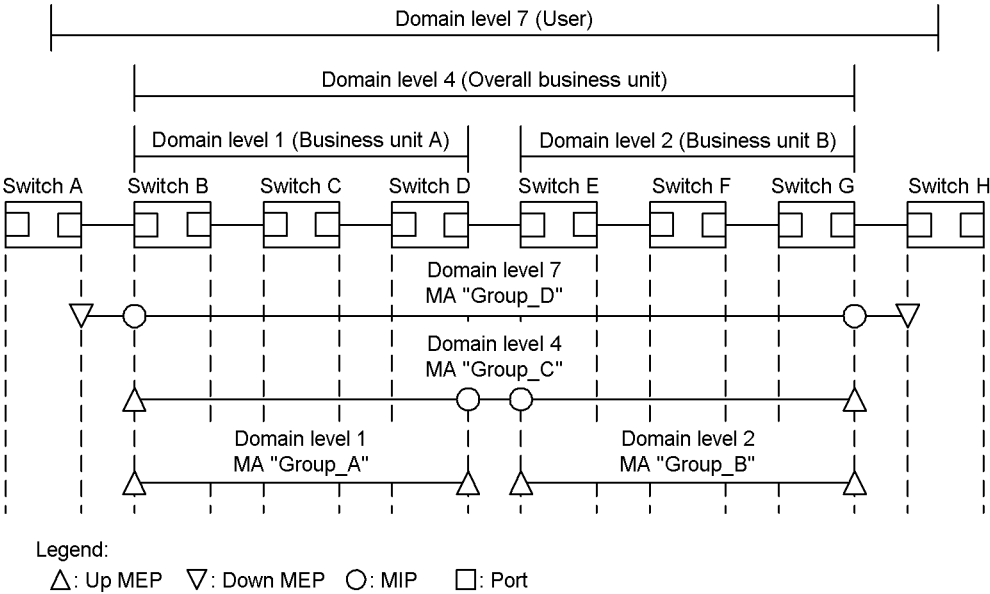 Domain level 7 (User)
Domain level 4 (Overall business unit)
Domain level 1 (Business unit A)
Domain level 2 (Business unit B)
Switch A
Switch B
Switch C
Switch D
Switch E
Switch F
Switch G
Switch H
Domain level 7
MA "Group_D"
Domain level 4
MA "Group_C"
Domain level 1
MA "Group_A"
Domain level 2
MA "Group_B"
Legend:
: Up MEP
: Down MEP
: MIP
: Port